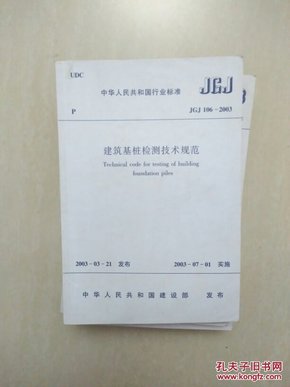 UDC
中华人民共和国行业标准
JGJ
P
JGJ 106-2003
建筑基桩检测技术规范
Technical code for testing of building
foundation piles
2003-03-21 发布
2003-07-01 实施
中华人民共和国建设部 发布
孔夫子旧书网